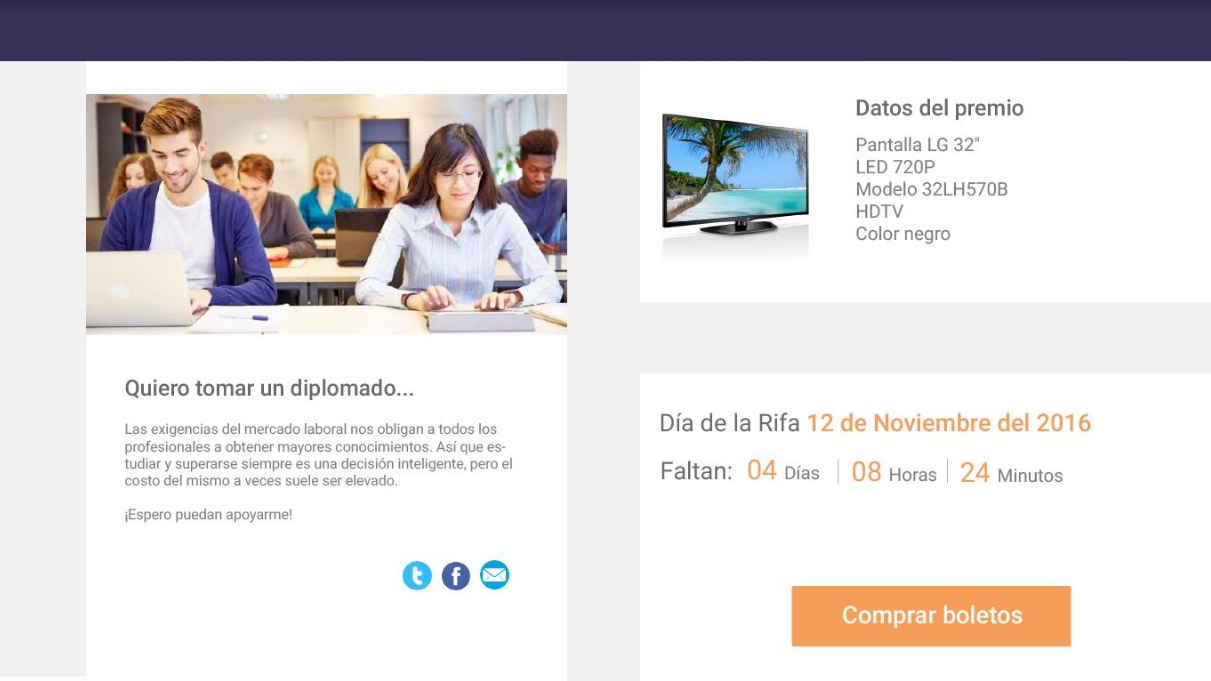 Quiero tomar un diplomado...
Las exigencias del mercado laboral nos obligan a todos los
profesionales a obtener mayores conocimientos. Así que es-
tudiar y superarse siempre es una decisión inteligente, pero el
costo del mismo a veces suele ser elevado.
¡Espero puedan apoyarme!
Datos del premio
Pantalla LG 32"
LED 720P
Modelo 32LH570B
HDTV
Color negro
Día de la Rifa 12 de Noviembre del 2016
Faltan: 04 Días 08 Horas 24 Minutos
Comprar boletos